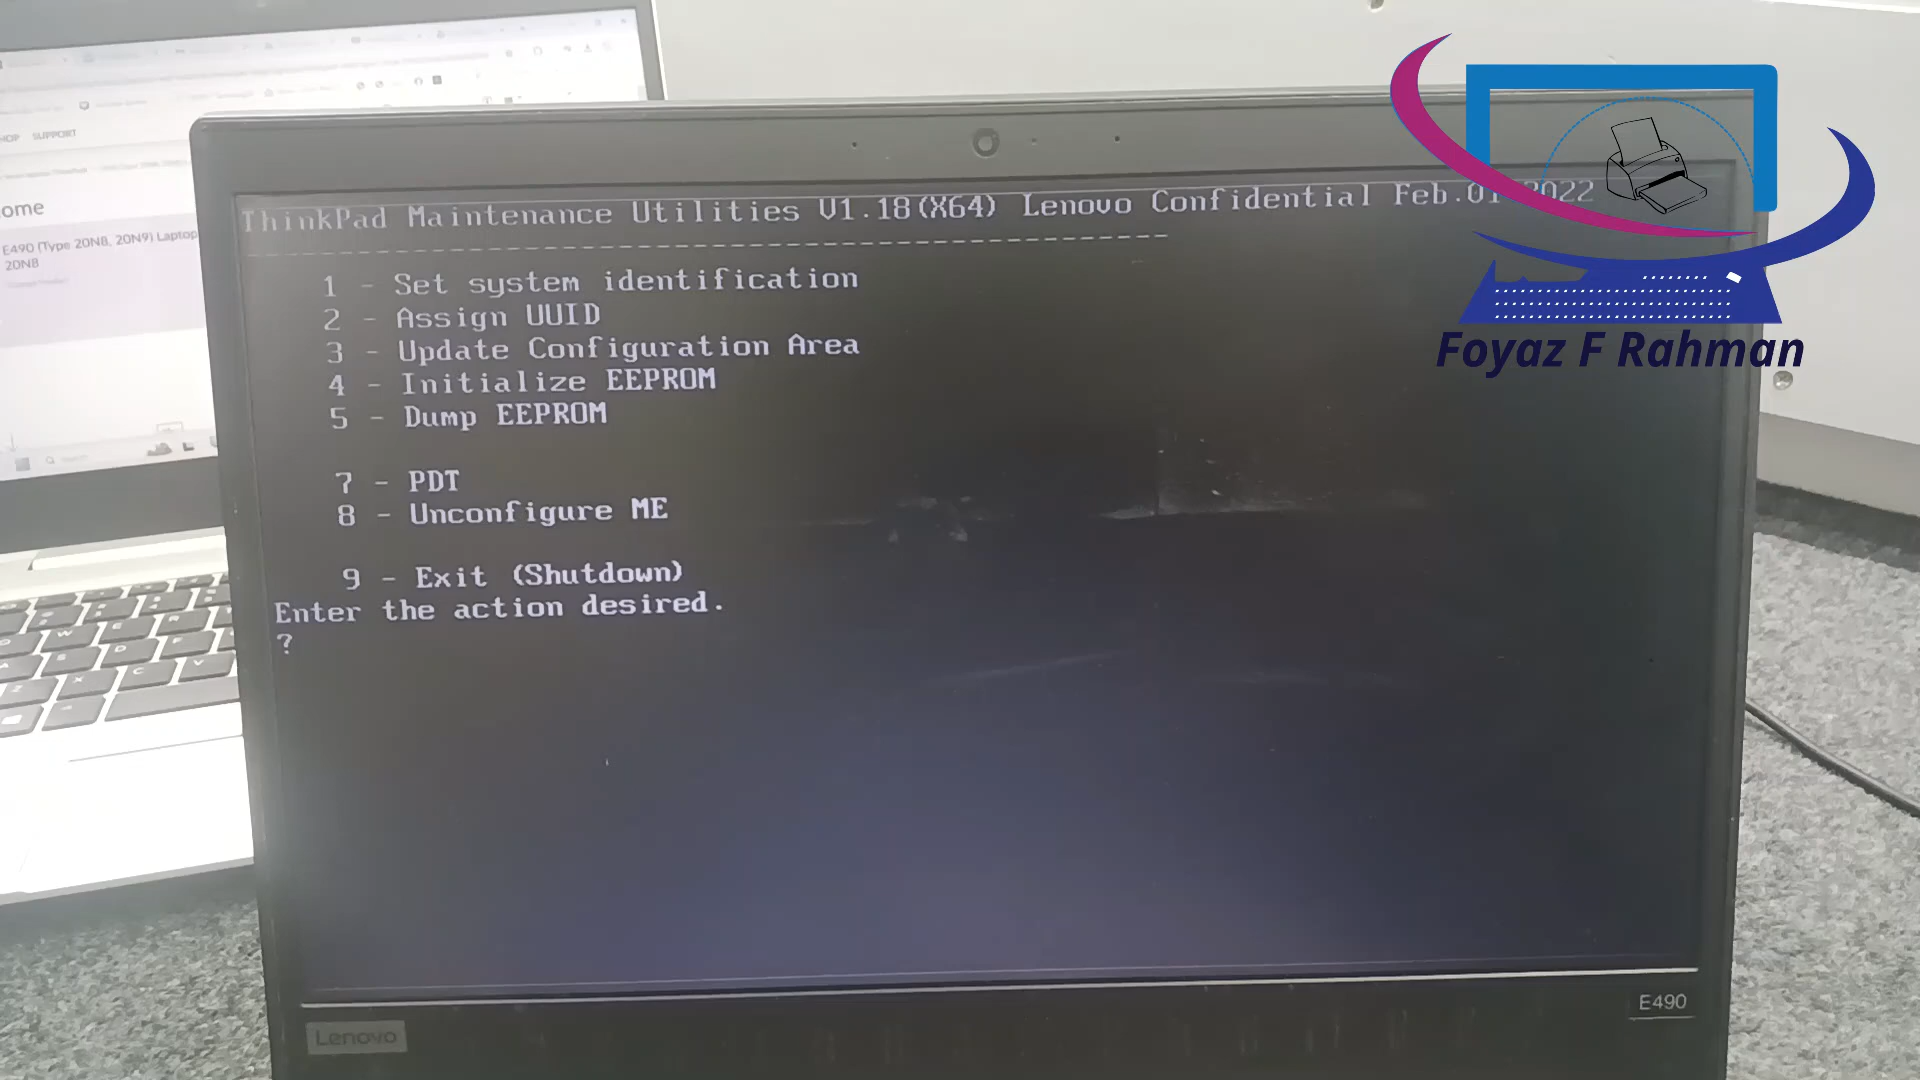 SUPPORT
ome
E490 (Type 20N8, 20N9) Laptop
20N8
ThinkPad Maintenance Utilities V1.18(X64) Lenovo Confidential Feb.01 2022
------------------------------------------------
1 - Set system identification
2 - Assign UUID
3 - Update Configuration Area
4 - Initialize EEPROM
5 - Dump EEPROM
7 - PDT
8 - Unconfigure ME
9 - Exit (Shutdown)
Enter the action desired.
?
Foyaz F Rahman
Lenovo
E490